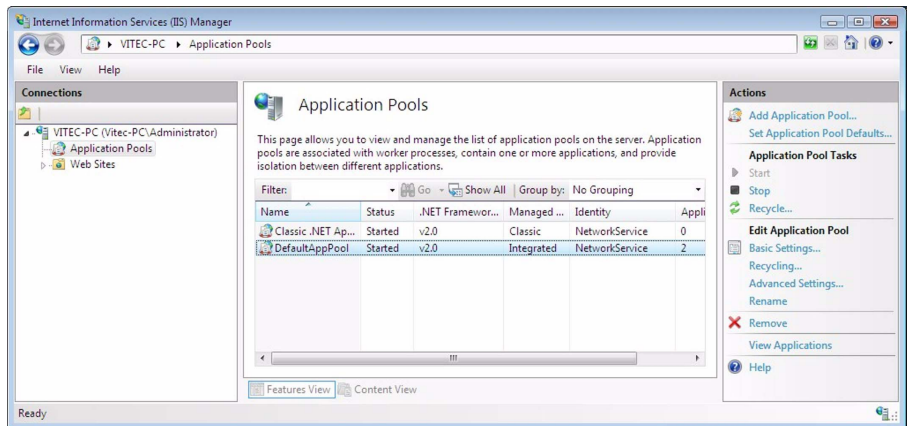 Internet Information Services (IIS) Manager
VITEC-PC Application Pools
File View Help
Connections
VITEC-PC (Vitec-PC\Administrator)
Application Pools
Web Sites
Application Pools
This page allows you to view and manage the list of application pools on the server. Application
pools are associated with worker processes, contain one or more applications, and provide
isolation between different applications.
Filter: Go Show All Group by: No Grouping
Name Status .NET Framewor... Managed ... Identity Appli
Classic .NET Ap... Started v2.0 Classic NetworkService 0
DefaultAppPool Started v2.0 Integrated NetworkService 2
Features View Content View
Actions
Add Application Pool...
Set Application Pool Defaults...
Application Pool Tasks
Start
Stop
Recycle...
Edit Application Pool
Basic Settings...
Recycling...
Advanced Settings...
Rename
Remove
View Applications
Help
Ready